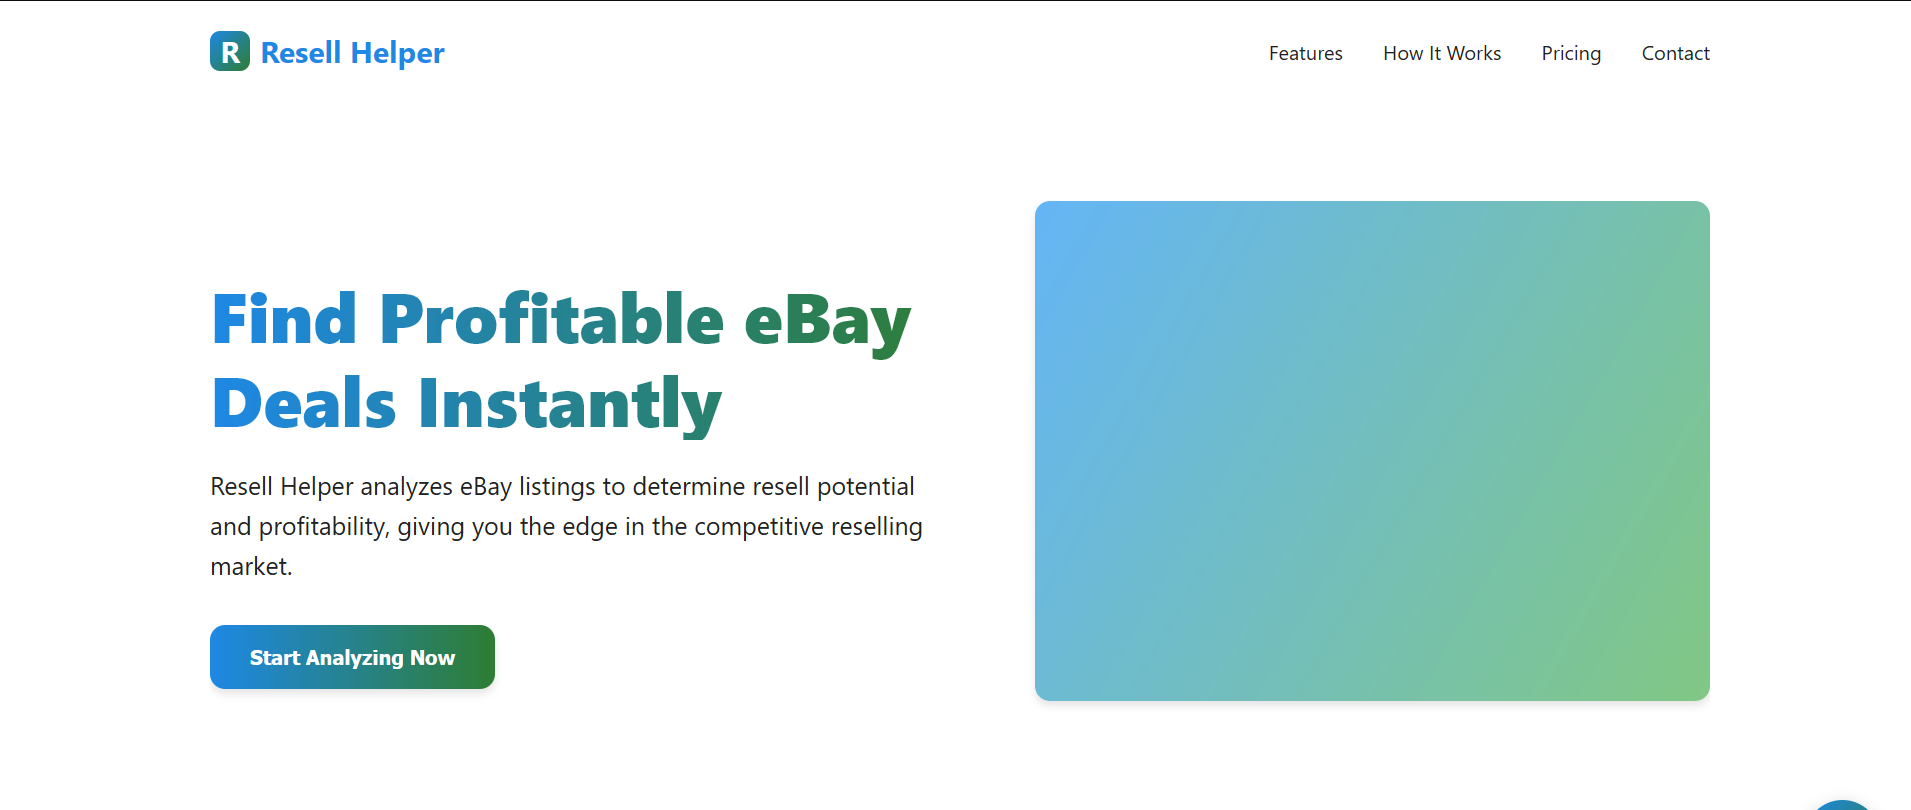 R Resell Helper
Features How It Works Pricing Contact
Find Profitable eBay
Deals Instantly
Resell Helper analyzes eBay listings to determine resell potential
and profitability, giving you the edge in the competitive reselling
market.
Start Analyzing Now